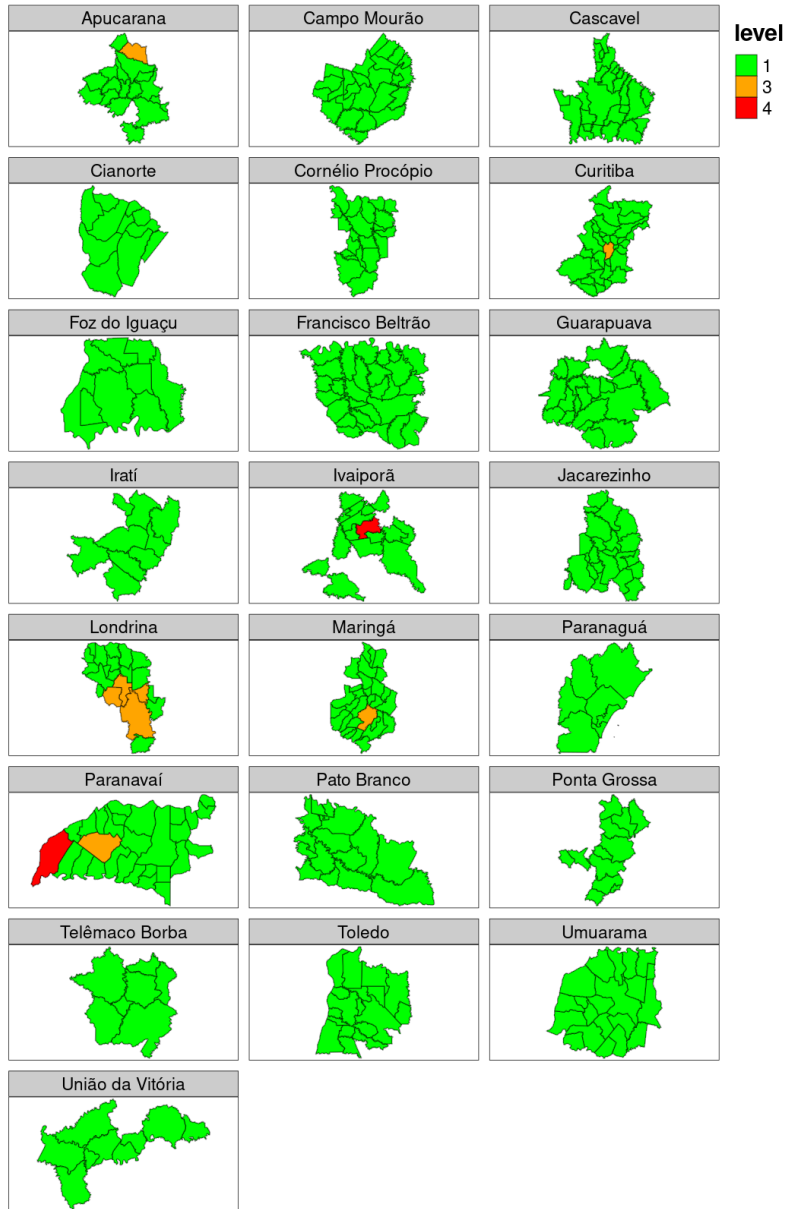 Apucarana
Campo Mourão
Cascavel
level
1
3
4
Cianorte
Cornélio Procópio
Curitiba
Foz do Iguaçu
Francisco Beltrão
Guarapuava
Iratí
Ivaiporã
Jacarezinho
Londrina
Maringá
Paranaguá
Paranavaí
Pato Branco
Ponta Grossa
Telêmaco Borba
Toledo
Umuarama
União da Vitória